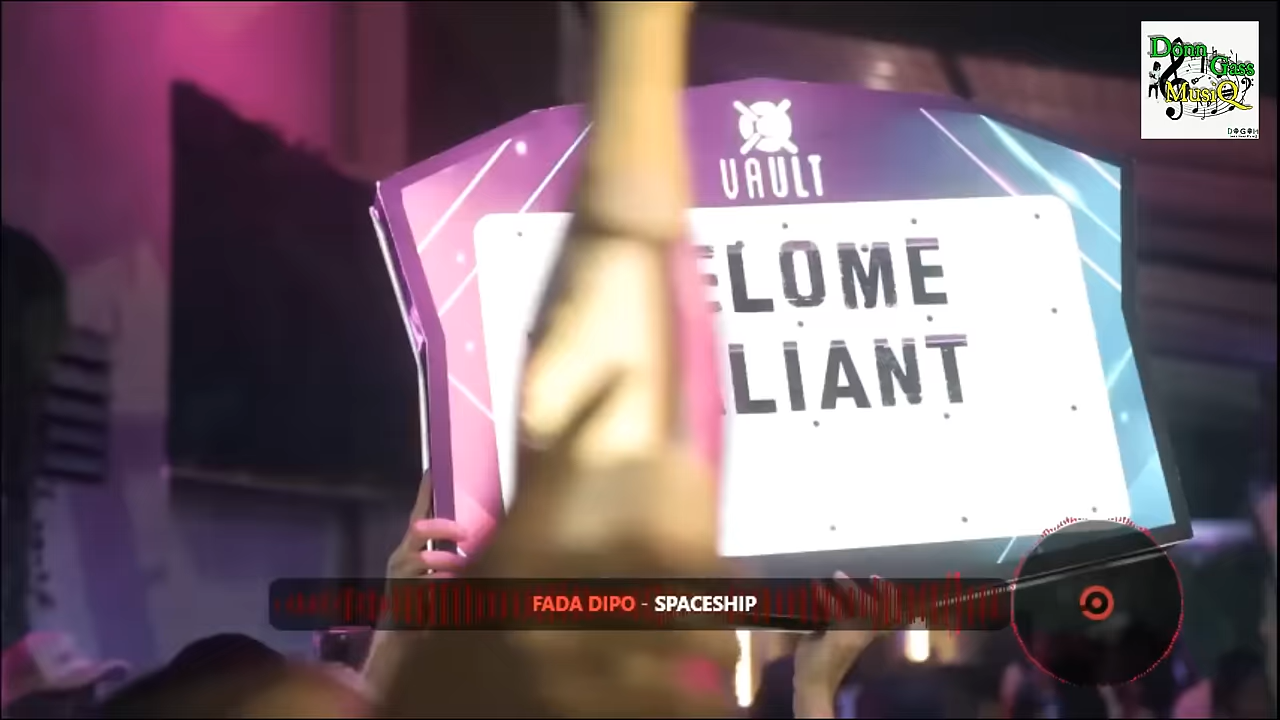 Donn
Gass
MusiQ
VAULT
ELOME
LIANT
FADA DIPO - SPACESHIP